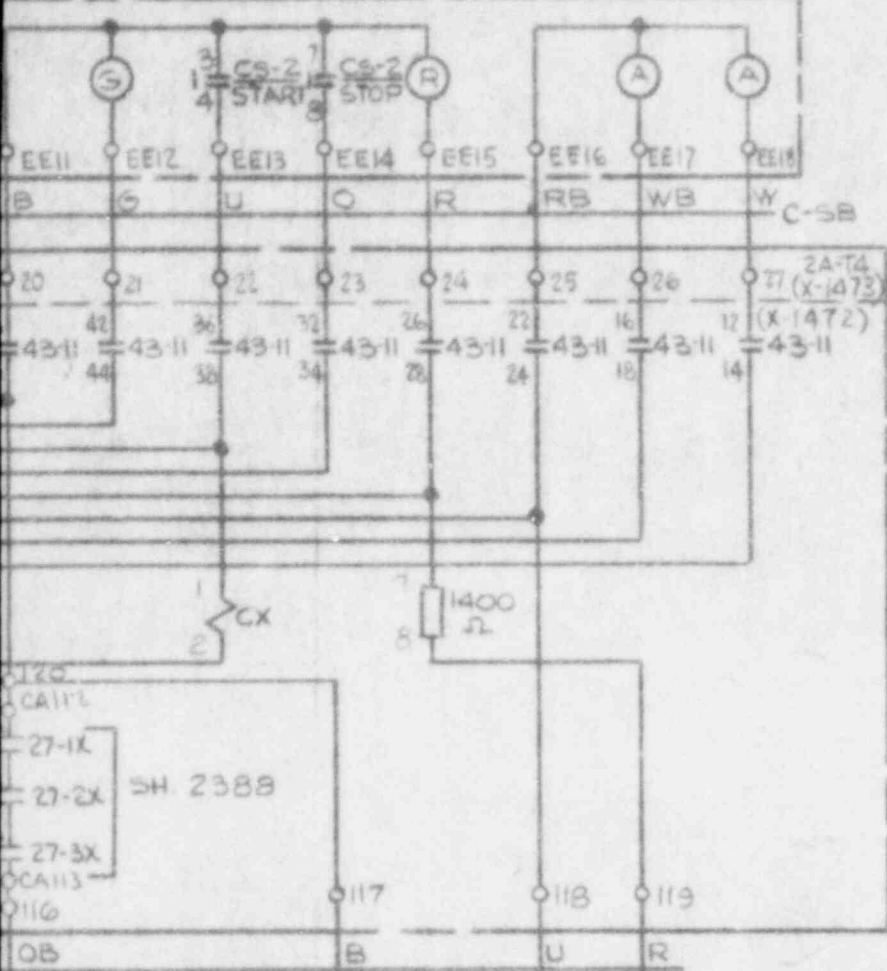 3 7
G 1 CS-2 CS-2 R A A
4 START STOP
8
EE11 EE12 EE13 EE14 EE15 EE16 EE17 EE18
B G U O R RB WB W
C-SB
20 21 22 23 24 25 26 27 2A-T4
(X-1473)
(X-1472)
42 36 32 26 22 16 12
43-11 43-11 43-11 43-11 43-11 43-11 43-11 43-11
44 38 34 28 24 18 14
1 7
CX 1400
Ω
2 8
120
CA112
27-1X
27-2X SH. 2388
27-3X
CA113
116 117 118 119
OB B U R